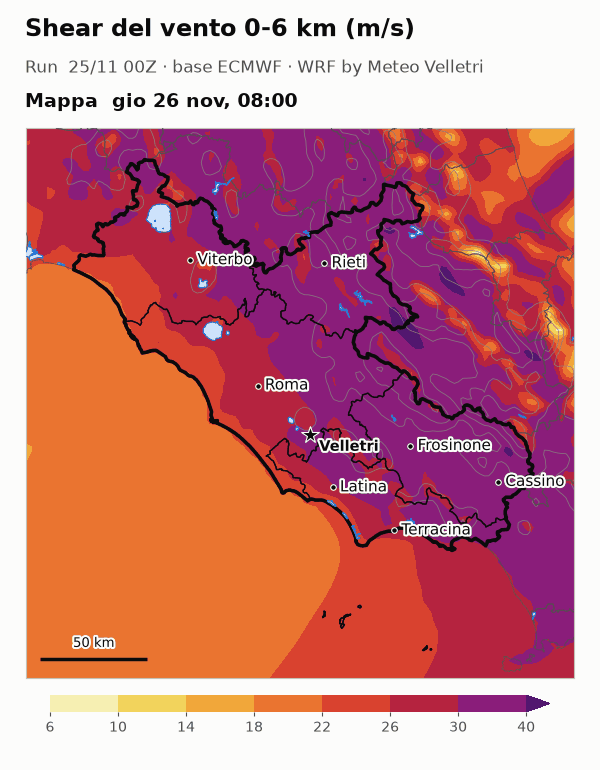 Shear del vento 0-6 km (m/s)
Run  25/11 00Z · base ECMWF · WRF by Meteo Velletri
Mappa  gio 26 nov, 08:00
Viterbo
Rieti
Roma
Velletri
Frosinone
Cassino
Latina
Terracina
50 km
6 10 14 18 22 26 30 40